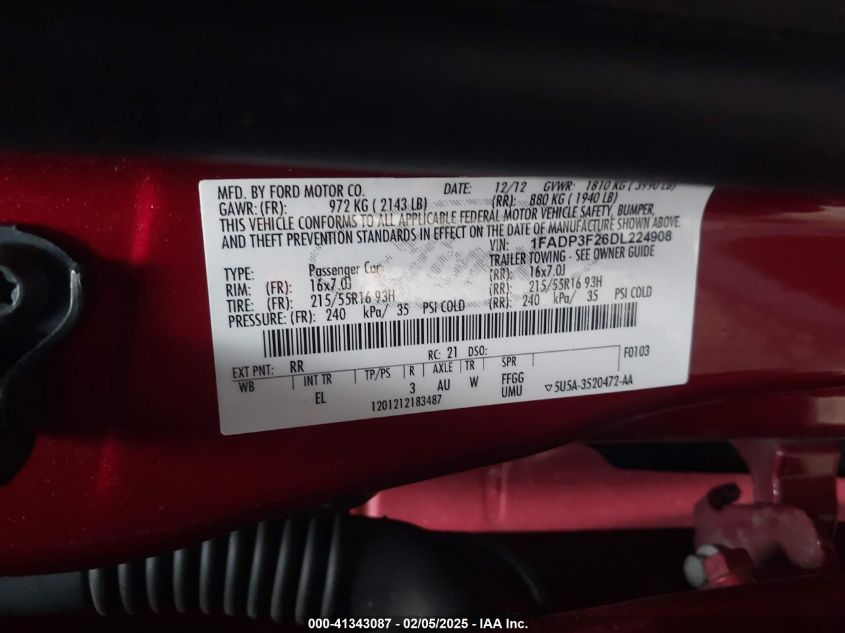 MFD. BY FORD MOTOR CO. DATE: 12/12 GVWR: 1810 KG ( 3990 LB)
GAWR: (FR): 972 KG ( 2143 LB) (RR): 880 KG ( 1940 LB)
THIS VEHICLE CONFORMS TO ALL APPLICABLE FEDERAL MOTOR VEHICLE SAFETY, BUMPER,
AND THEFT PREVENTION STANDARDS IN EFFECT ON THE DATE OF MANUFACTURE SHOWN ABOVE.
VIN: 1FADP3F26DL224908
TYPE: Passenger Car TRAILER TOWING - SEE OWNER GUIDE
RIM: (FR): 16x7.0J (RR): 16x7.0J
TIRE: (FR): 215/55R16 93H (RR): 215/55R16 93H
PRESSURE: (FR): 240 kPa/ 35 PSI COLD (RR): 240 kPa/ 35 PSI COLD
EXT PNT: RR RC: 21 DSO: F0103
WB INT TR TP/PS R AXLE TR SPR
EL 3 AU W FFGG
UMU ▽5U5A-3520472-AA
1201212183487
000-41343087 - 02/05/2025 - IAA Inc.